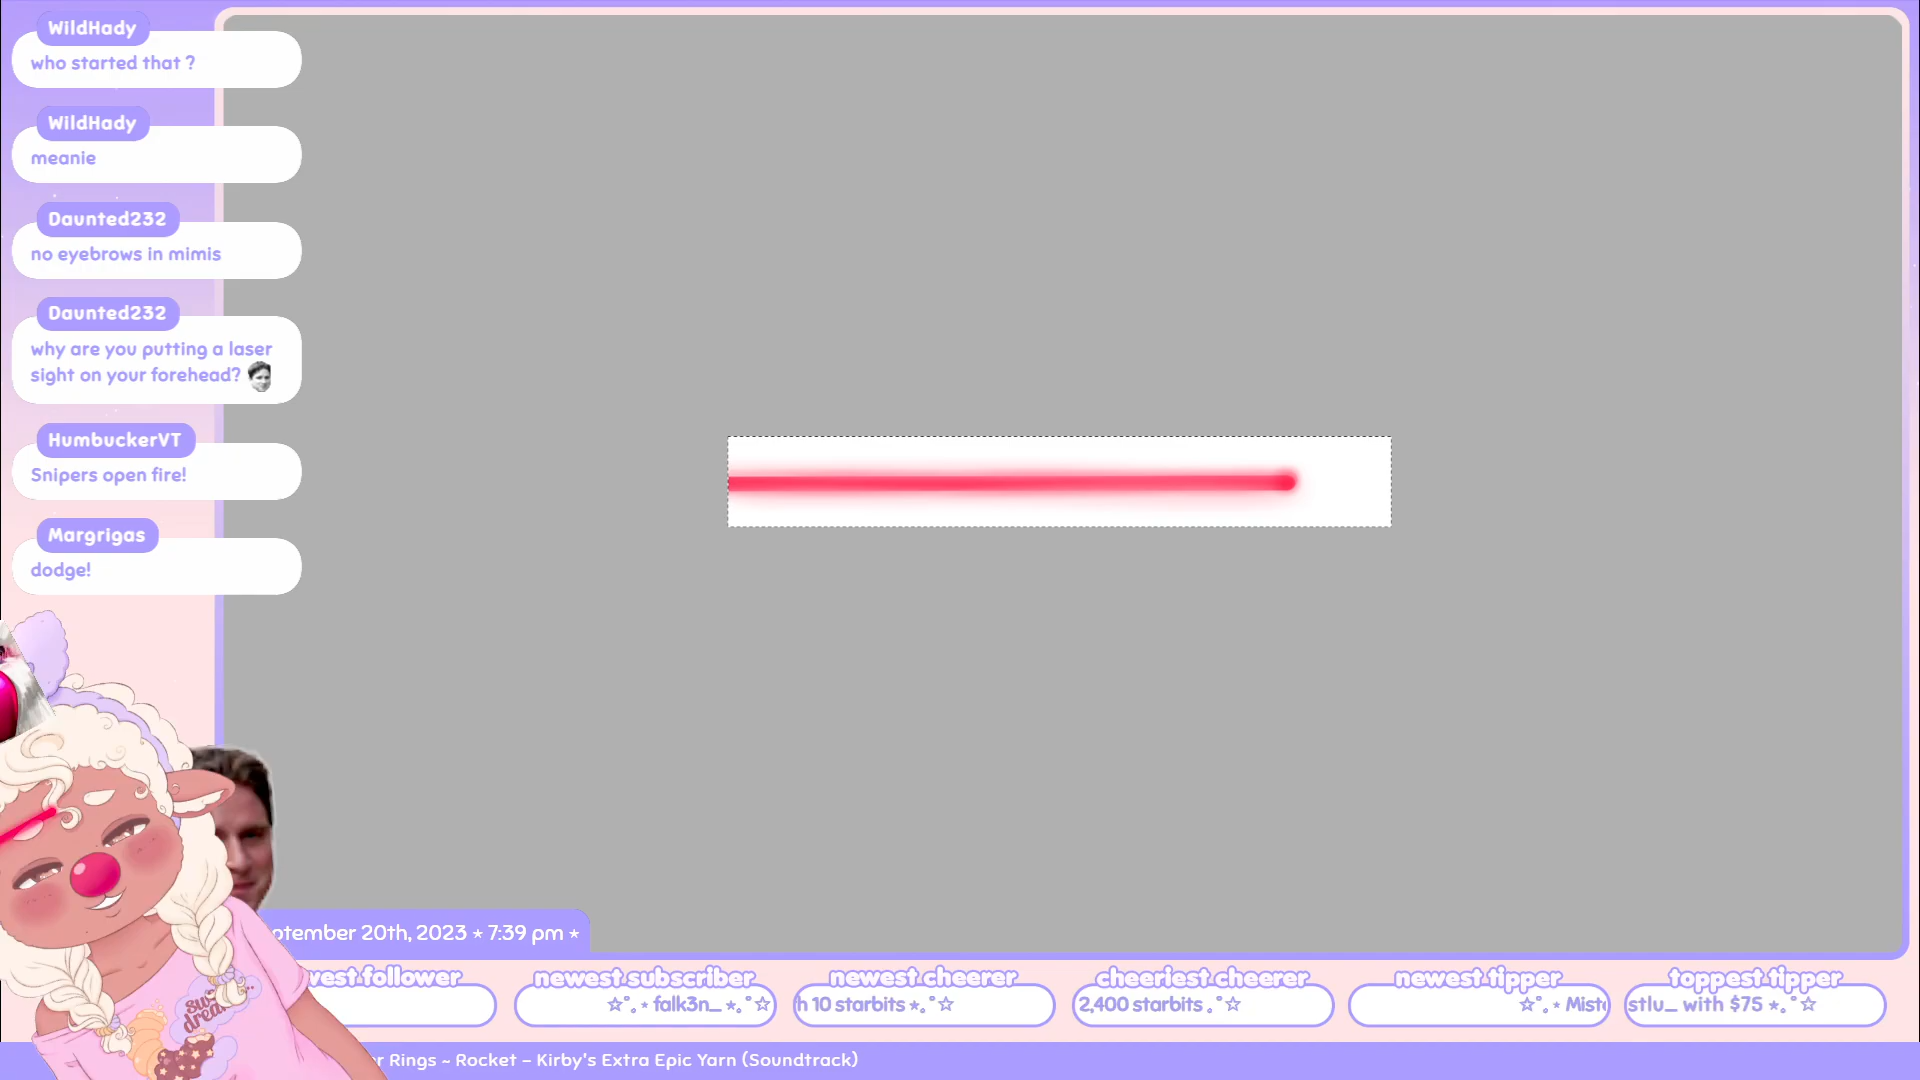 WildHady
who started that ?
WildHady
meanie
Daunted232
no eyebrows in mimis
Daunted232
why are you putting a laser
sight on your forehead?
HumbuckerVT
Snipers open fire!
Margrigas
dodge!
ptember 20th, 2023 ⋆ 7:39 pm ⋆
west follower
newest subscriber
☆˚.⋆ falk3n_ ⋆.˚☆
newest cheerer
h 10 starbits ⋆.˚☆
cheeriest cheerer
2,400 starbits .˚☆
newest tipper
☆˚.⋆ Mist
toppest tipper
stlu_ with $75 ⋆.˚☆
r Rings ~ Rocket – Kirby's Extra Epic Yarn (Soundtrack)